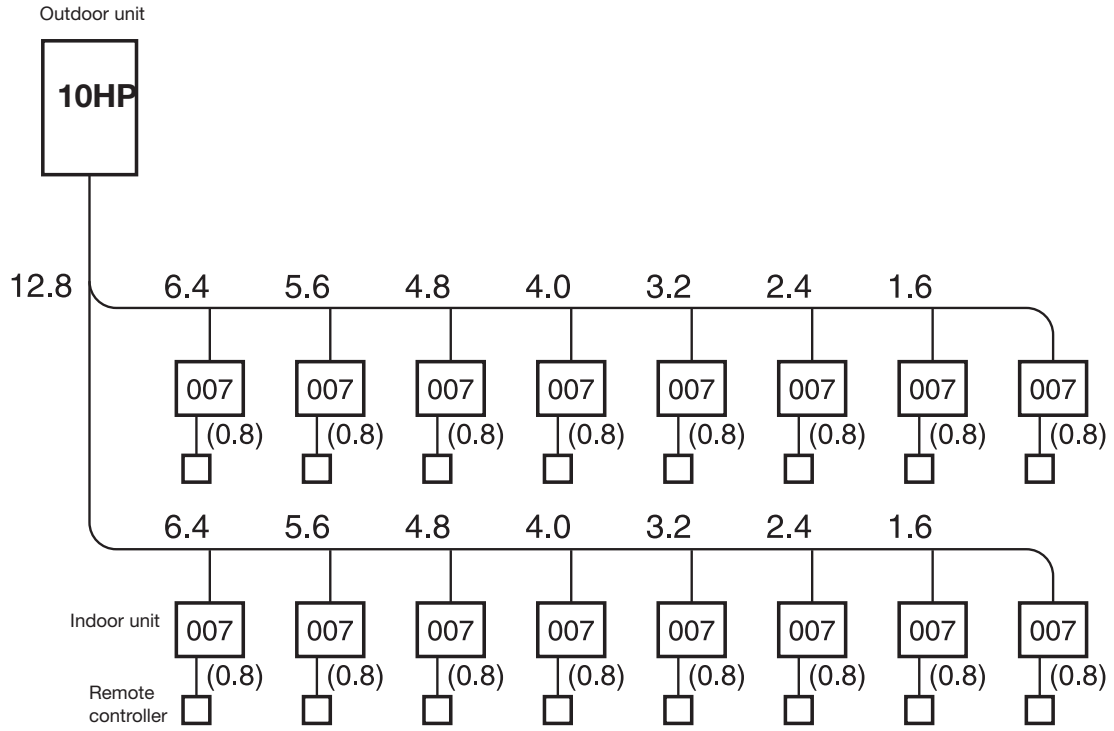 Outdoor unit
10HP
12.8 6.4 5.6 4.8 4.0 3.2 2.4 1.6
007 007 007 007 007 007 007 007
(0.8) (0.8) (0.8) (0.8) (0.8) (0.8) (0.8) (0.8)
6.4 5.6 4.8 4.0 3.2 2.4 1.6
Indoor unit 007 007 007 007 007 007 007 007
(0.8) (0.8) (0.8) (0.8) (0.8) (0.8) (0.8) (0.8)
Remote
controller